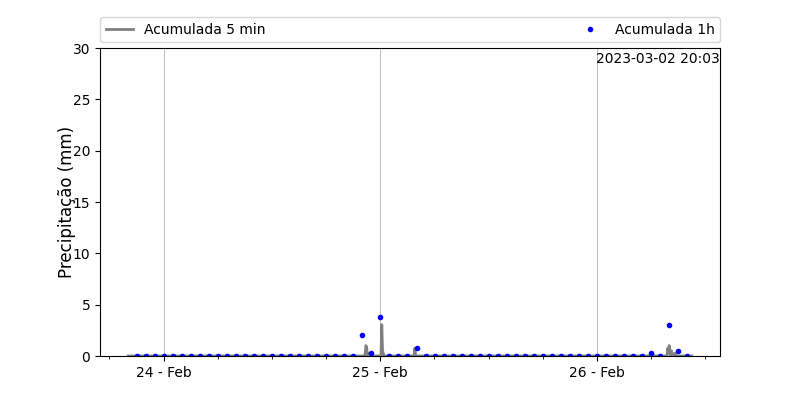 Acumulada 5 min
Acumulada 1h
2023-03-02 20:03
Precipitação (mm)
30
25
20
15
10
5
0
24 - Feb
25 - Feb
26 - Feb